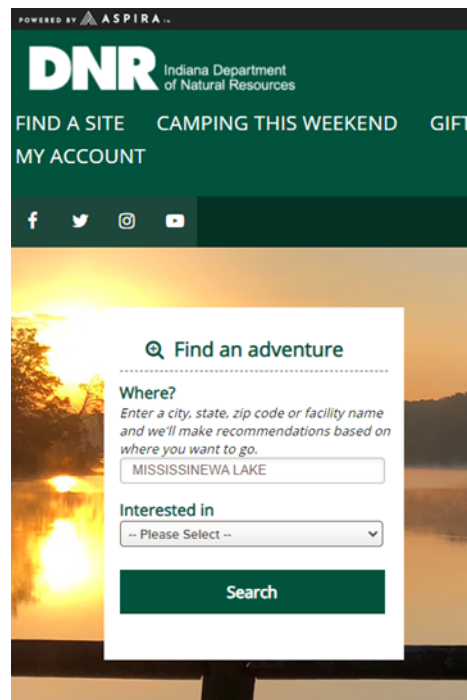 POWERED BY ASPIRA
DNR Indiana Department
of Natural Resources
FIND A SITE CAMPING THIS WEEKEND GIFT
MY ACCOUNT
Find an adventure
Where?
Enter a city, state, zip code or facility name
and we'll make recommendations based on
where you want to go.
MISSISSINEWA LAKE
Interested in
-- Please Select --
Search